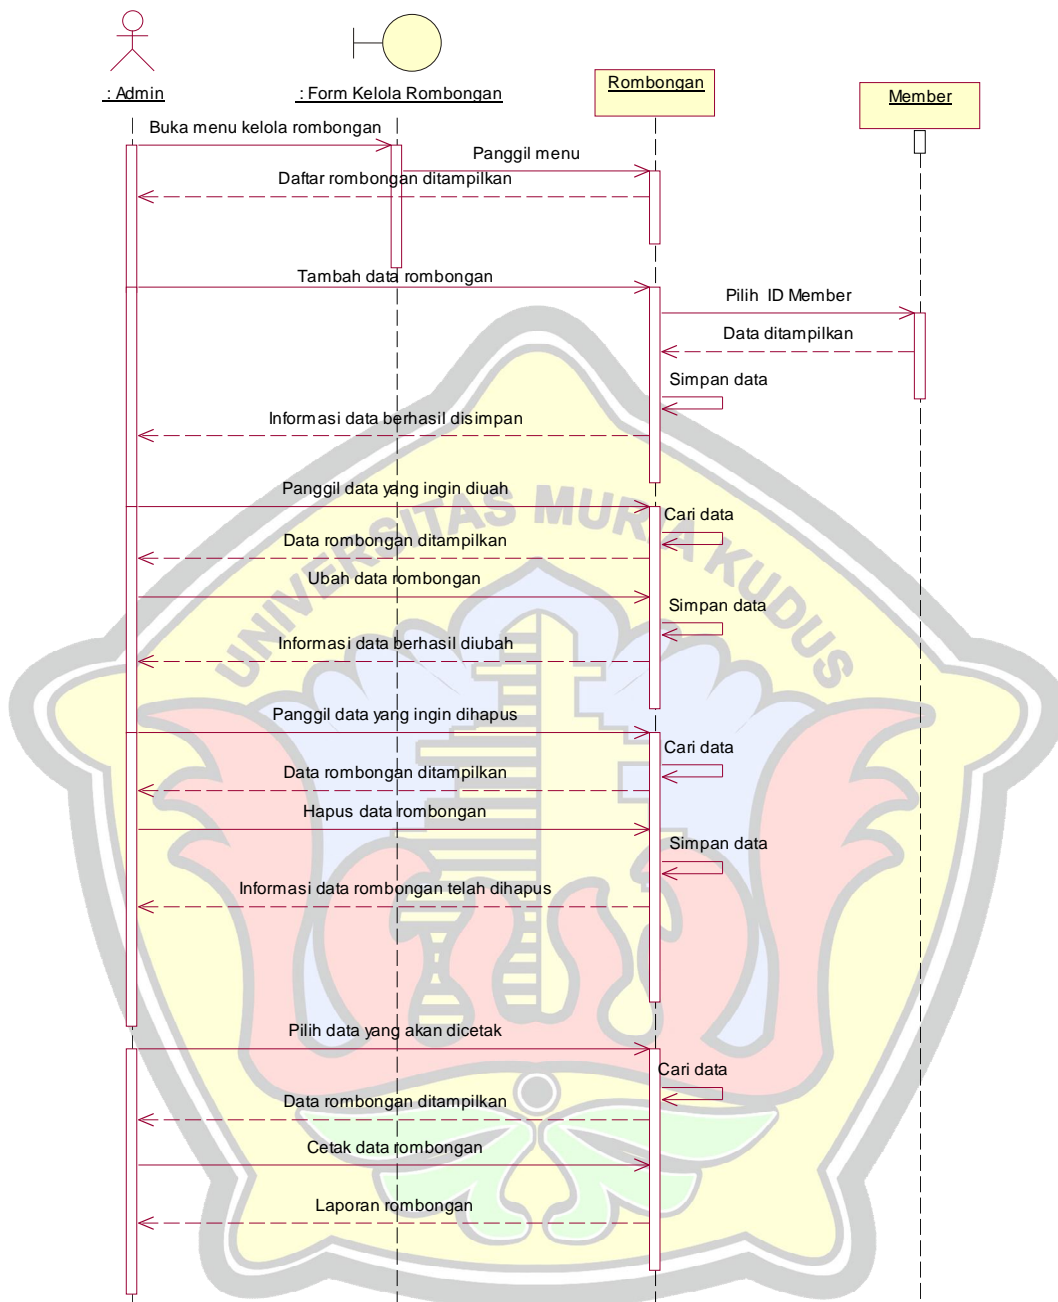 : Admin
: Form Kelola Rombongan
Rombongan
Member
Buka menu kelola rombongan
Panggil menu
Daftar rombongan ditampilkan
Tambah data rombongan
Pilih ID Member
Data ditampilkan
Simpan data
Informasi data berhasil disimpan
Panggil data yang ingin diuah
Cari data
Data rombongan ditampilkan
Ubah data rombongan
Simpan data
Informasi data berhasil diubah
Panggil data yang ingin dihapus
Cari data
Data rombongan ditampilkan
Hapus data rombongan
Simpan data
Informasi data rombongan telah dihapus
Pilih data yang akan dicetak
Cari data
Data rombongan ditampilkan
Cetak data rombongan
Laporan rombongan
UNIVERSITAS MURIA KUDUS